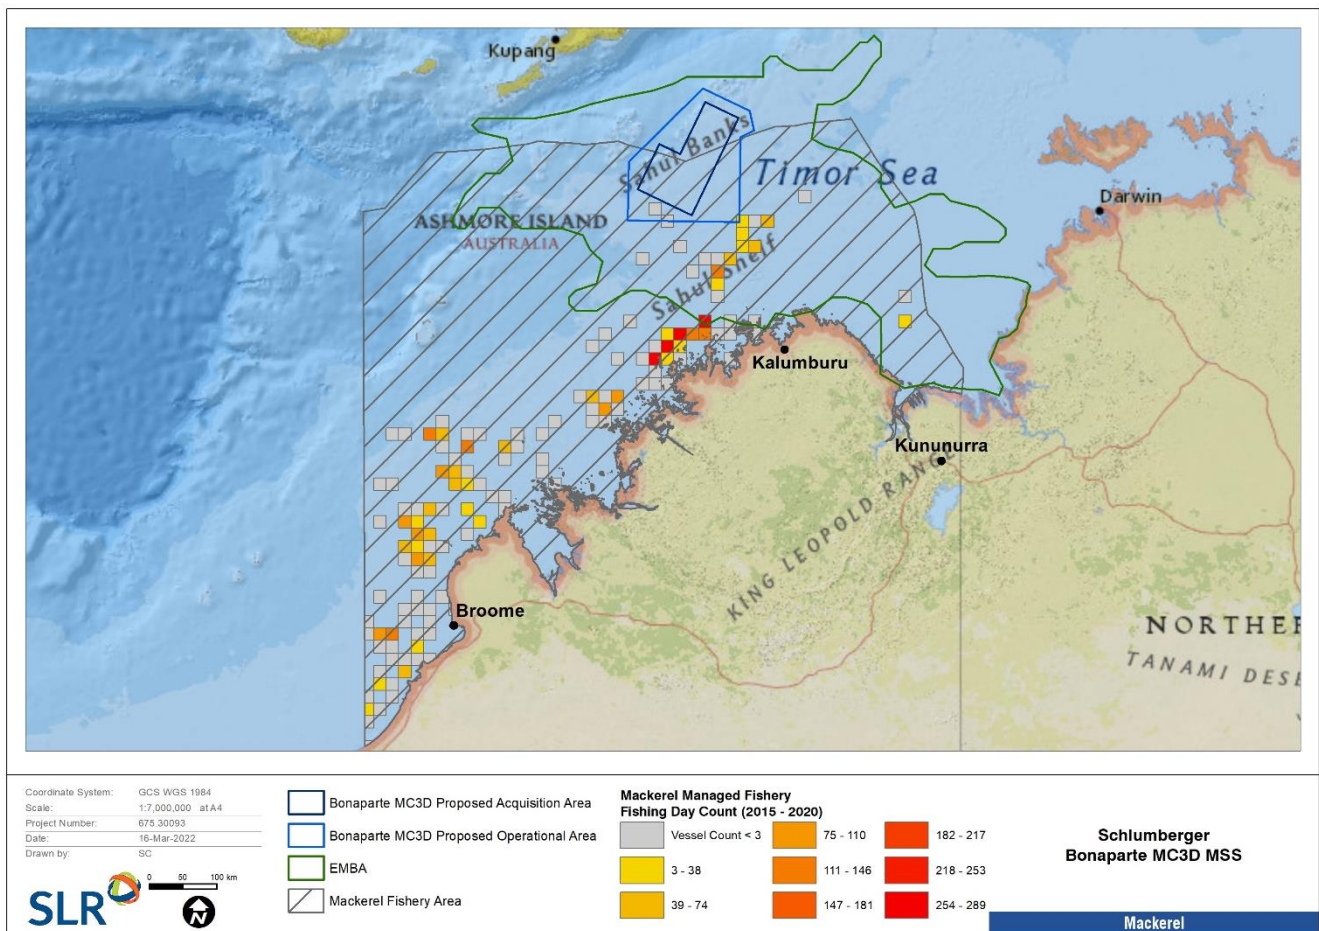 Kupang
Sahul Banks
Timor Sea
Darwin
ASHMORE ISLAND
AUSTRALIA
Sahul Shelf
Kalumburu
Kununurra
KING LEOPOLD RANGE
Broome
NORTHER
TANAMI DESE
Coordinate System: GCS WGS 1984
Scale: 1:7,000,000 at A4
Project Number: 675.30093
Date: 16-Mar-2022
Drawn by: SC
SLR
0 50 100 km
N
Bonaparte MC3D Proposed Acquisition Area
Bonaparte MC3D Proposed Operational Area
EMBA
Mackerel Fishery Area
Mackerel Managed Fishery
Fishing Day Count (2015 - 2020)
Vessel Count < 3
3 - 38
39 - 74
75 - 110
111 - 146
147 - 181
182 - 217
218 - 253
254 - 289
Schlumberger
Bonaparte MC3D MSS
Mackerel